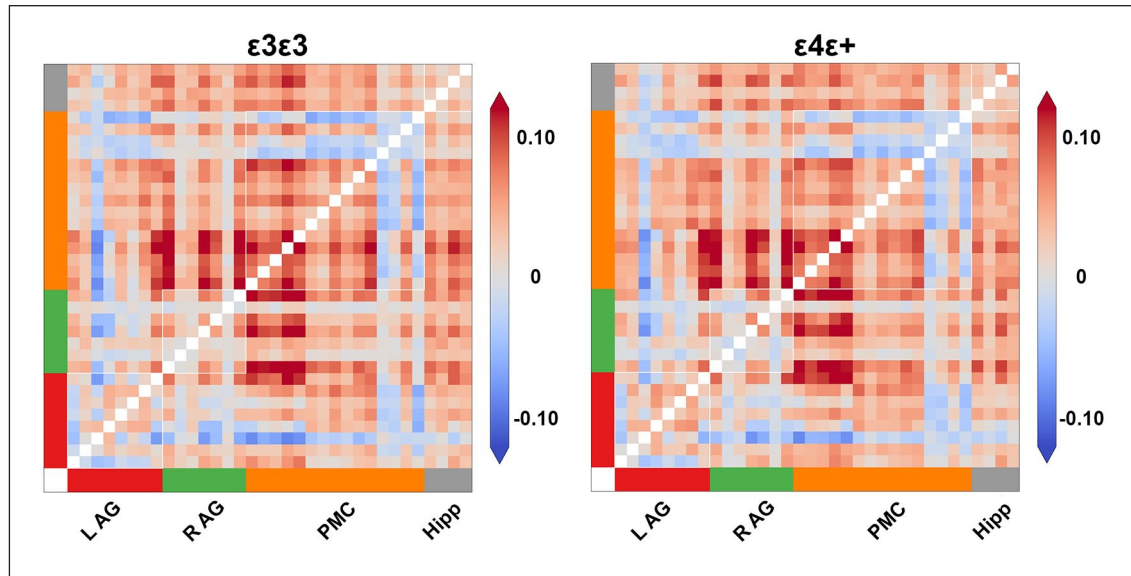 ε3ε3
ε4ε+
0.10
0
-0.10
0.10
0
-0.10
L AG
R AG
PMC
Hipp
L AG
R AG
PMC
Hipp